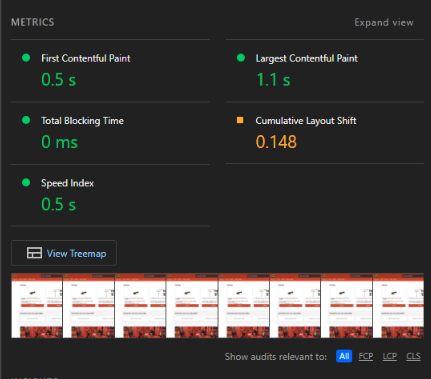 METRICS
Expand view
First Contentful Paint
0.5 s
Largest Contentful Paint
1.1 s
Total Blocking Time
0 ms
Cumulative Layout Shift
0.148
Speed Index
0.5 s
View Treemap
Show audits relevant to: All FCP LCP CLS